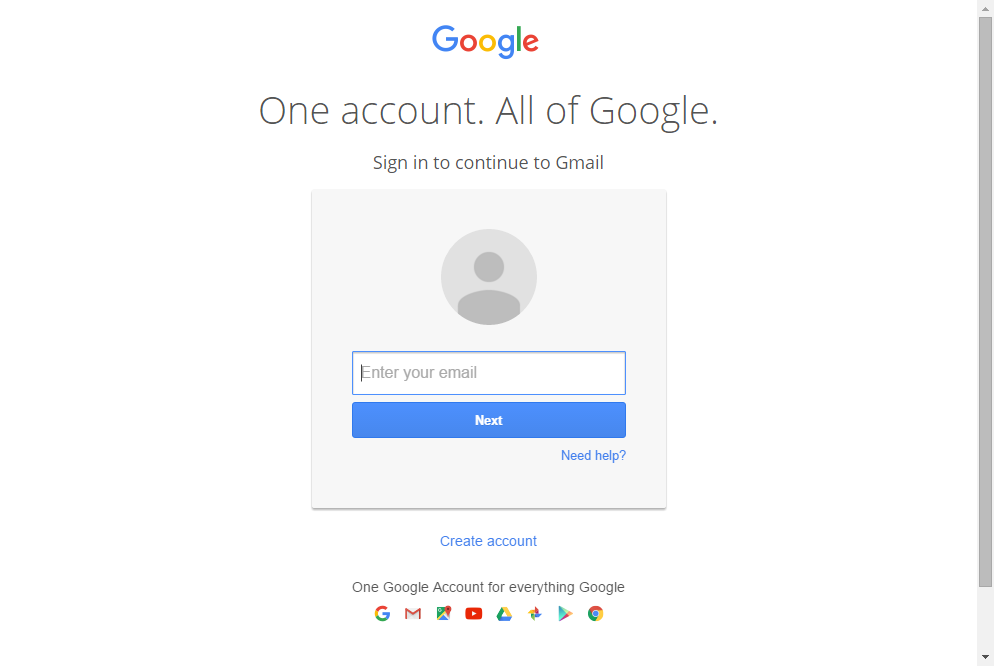 Google
One account. All of Google.
Sign in to continue to Gmail
Enter your email
Next
Need help?
Create account
One Google Account for everything Google